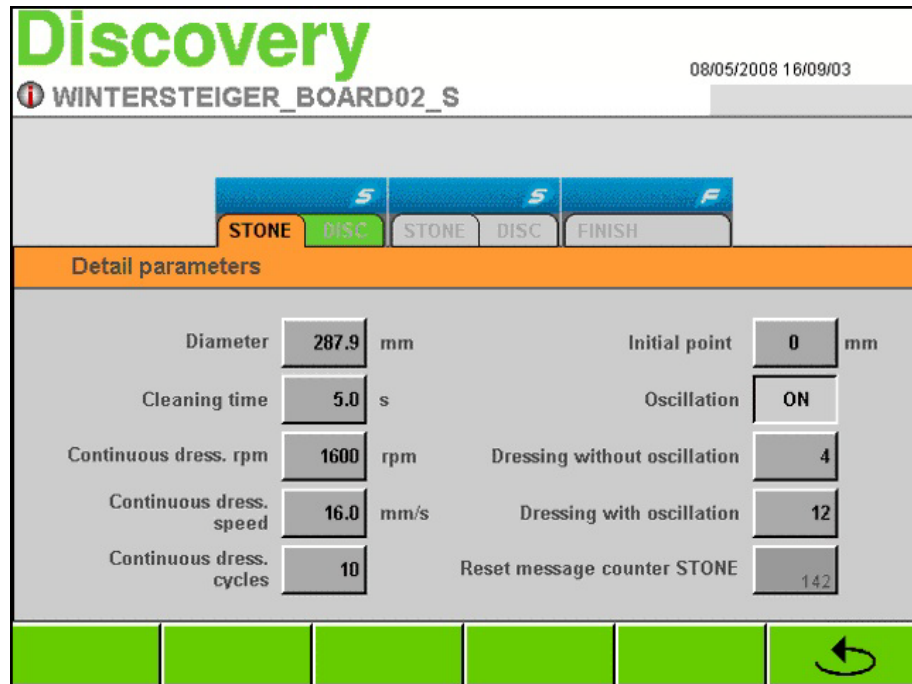 Discovery
08/05/2008 16/09/03
WINTERSTEIGER_BOARD02_S
S S F
STONE DISC STONE DISC FINISH
Detail parameters
Diameter 287.9 mm Initial point 0 mm
Cleaning time 5.0 s Oscillation ON
Continuous dress. rpm 1600 rpm Dressing without oscillation 4
Continuous dress.
speed 16.0 mm/s Dressing with oscillation 12
Continuous dress.
cycles 10 Reset message counter STONE 142